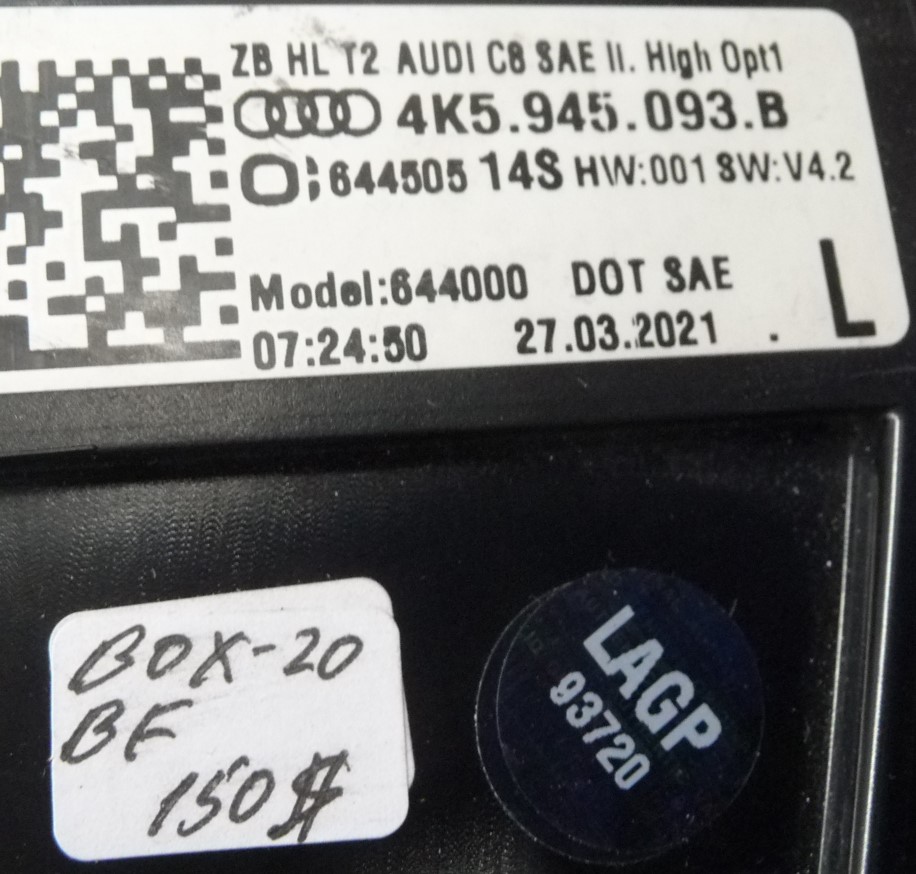 ZB HL T2 AUDI C8 SAE II. High Opt1
4K5.945.093.B
644505 14S HW:001 SW:V4.2
Model:644000 DOT SAE
07:24:50 27.03.2021 . L
BOX-20
BF
150$
LAGP
93720